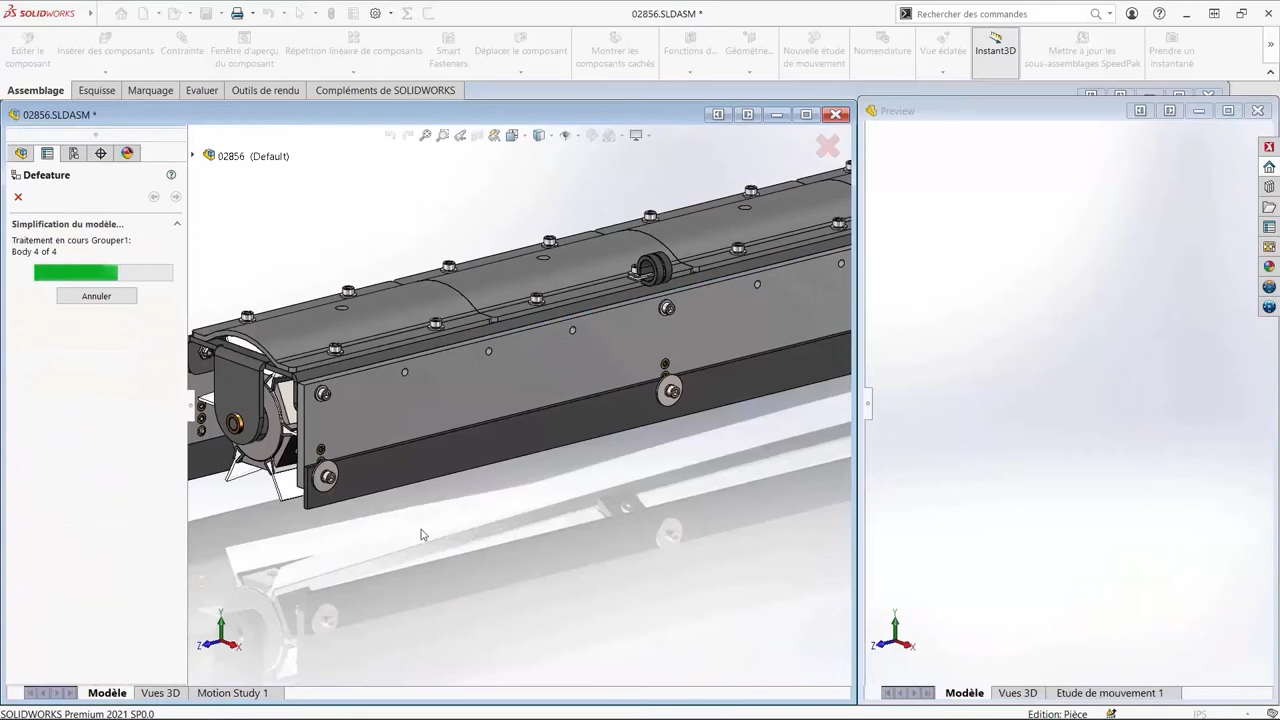 SOLIDWORKS
02856.SLDASM *
Rechercher des commandes
Editer le composant
Insérer des composants
Contrainte
Fenêtre d'aperçu du composant
Répétition linéaire de composants
Smart Fasteners
Déplacer le composant
Montrer les composants cachés
Fonctions d...
Géométrie...
Nouvelle étude de mouvement
Nomenclature
Vue éclatée
Instant3D
Mettre à jour les sous-assemblages SpeedPak
Prendre un instantané
Assemblage
Esquisse
Marquage
Evaluer
Outils de rendu
Compléments de SOLIDWORKS
02856.SLDASM *
Preview
02856 (Default)
Defeature
Simplification du modèle...
Traitement en cours Grouper1:
Body 4 of 4
Annuler
Y
Z
X
Y
Z
X
Modèle
Vues 3D
Motion Study 1
Modèle
Vues 3D
Etude de mouvement 1
SOLIDWORKS Premium 2021 SP0.0
Edition: Pièce
IPS